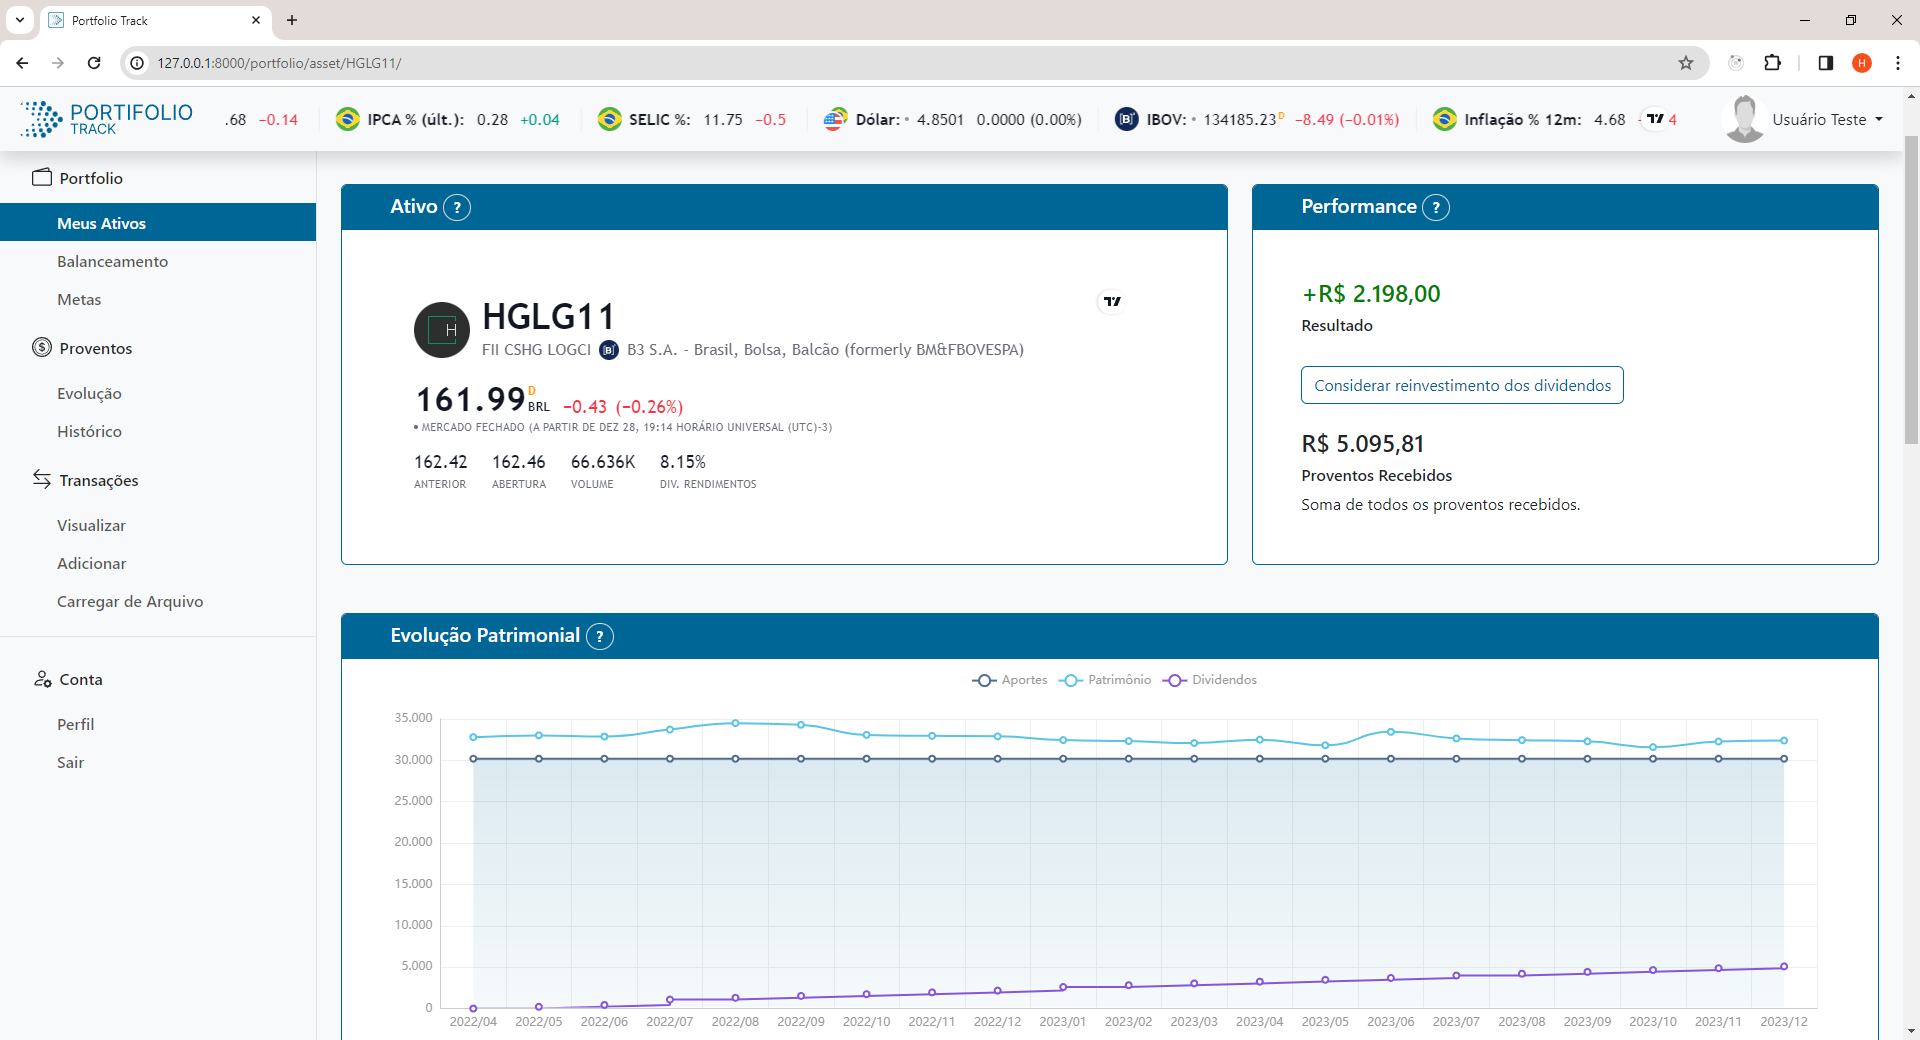 Portfolio Track
127.0.0.1:8000/portfolio/asset/HGLG11/
H
PORTIFOLIO
TRACK
.68 −0.14
IPCA % (últ.): 0.28 +0.04
SELIC %: 11.75 −0.5
Dólar: 4.8501 0.0000 (0.00%)
IBOV: 134185.23 D −8.49 (−0.01%)
Inflação % 12m: 4.68 4
Usuário Teste
Portfolio
Meus Ativos
Balanceamento
Metas
Proventos
Evolução
Histórico
Transações
Visualizar
Adicionar
Carregar de Arquivo
Conta
Perfil
Sair
Ativo ?
H
HGLG11
FII CSHG LOGCI B3 S.A. - Brasil, Bolsa, Balcão (formerly BM&FBOVESPA)
161.99 D BRL −0.43 (−0.26%)
• MERCADO FECHADO (A PARTIR DE DEZ 28, 19:14 HORÁRIO UNIVERSAL (UTC)-3)
162.42 162.46 66.636K 8.15%
ANTERIOR ABERTURA VOLUME DIV. RENDIMENTOS
Performance ?
+R$ 2.198,00
Resultado
Considerar reinvestimento dos dividendos
R$ 5.095,81
Proventos Recebidos
Soma de todos os proventos recebidos.
Evolução Patrimonial ?
Aportes Patrimônio Dividendos
35.000
30.000
25.000
20.000
15.000
10.000
5.000
0
2022/04 2022/05 2022/06 2022/07 2022/08 2022/09 2022/10 2022/11 2022/12 2023/01 2023/02 2023/03 2023/04 2023/05 2023/06 2023/07 2023/08 2023/09 2023/10 2023/11 2023/12